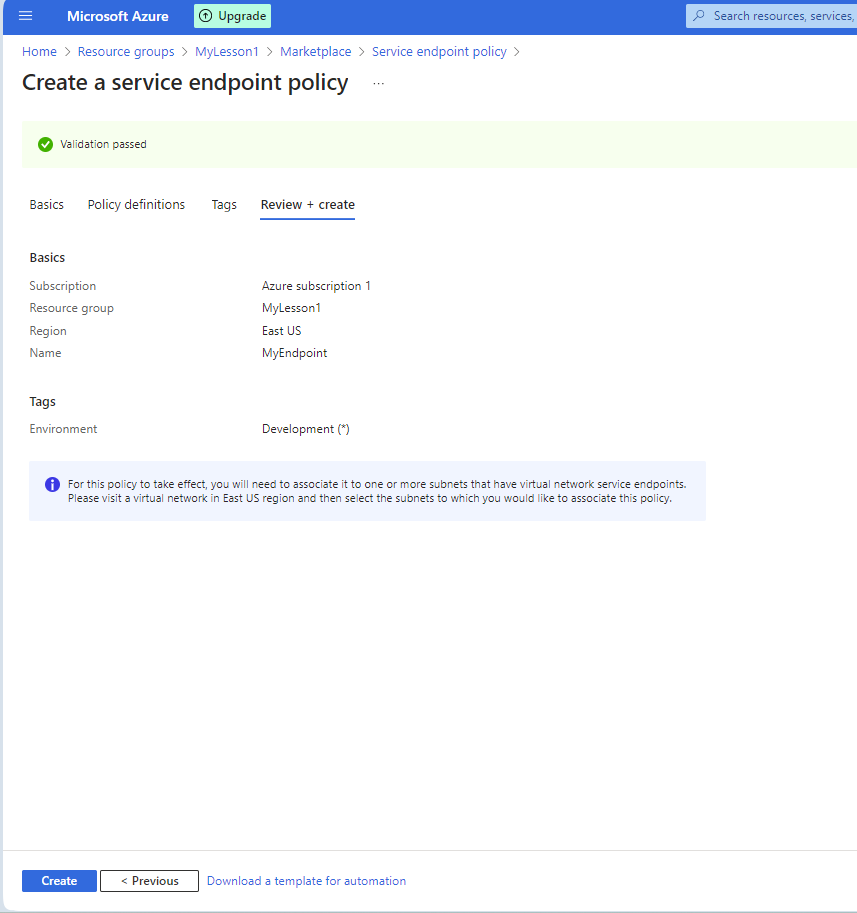 Microsoft Azure Upgrade Search resources, services,
Home > Resource groups > MyLesson1 > Marketplace > Service endpoint policy >
Create a service endpoint policy ...
Validation passed
Basics Policy definitions Tags Review + create
Basics
Subscription Azure subscription 1
Resource group MyLesson1
Region East US
Name MyEndpoint
Tags
Environment Development (*)
For this policy to take effect, you will need to associate it to one or more subnets that have virtual network service endpoints.
Please visit a virtual network in East US region and then select the subnets to which you would like to associate this policy.
Create < Previous Download a template for automation